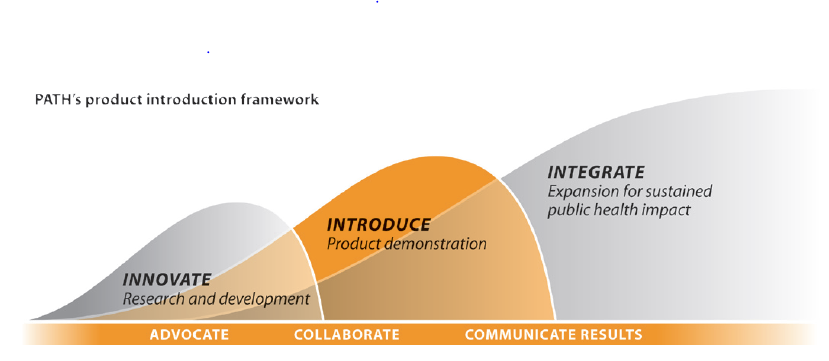 PATH's product introduction framework
INTEGRATE
Expansion for sustained
public health impact
INTRODUCE
Product demonstration
INNOVATE
Research and development
ADVOCATE COLLABORATE COMMUNICATE RESULTS